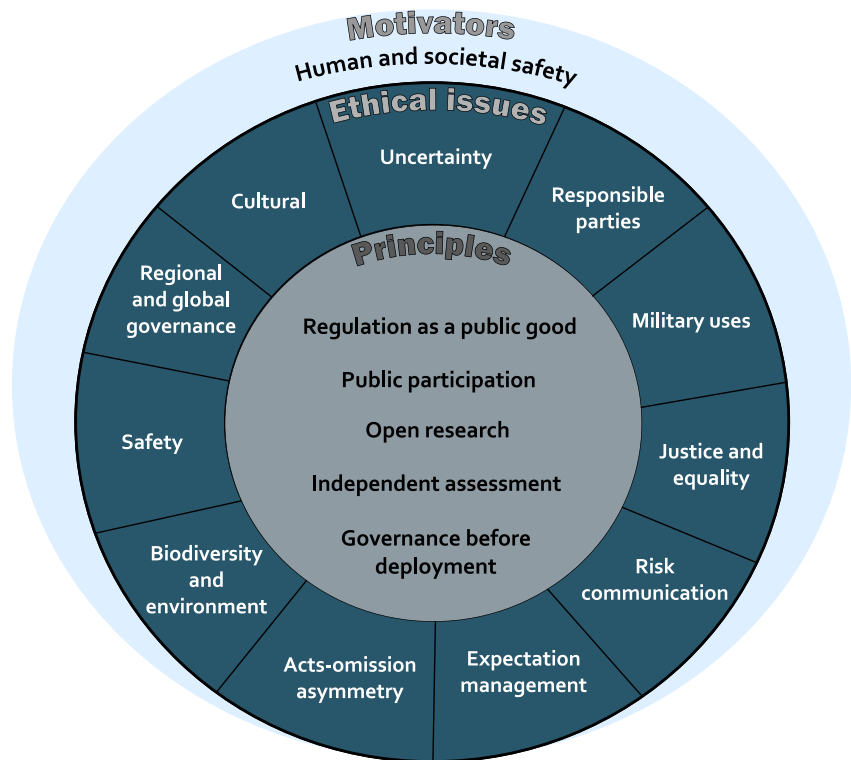 Motivators
Human and societal safety
Ethical issues
Uncertainty
Responsible
parties
Military uses
Justice and
equality
Risk
communication
Expectation
management
Acts-omission
asymmetry
Biodiversity
and
environment
Safety
Regional
and global
governance
Cultural
Principles
Regulation as a public good
Public participation
Open research
Independent assessment
Governance before
deployment